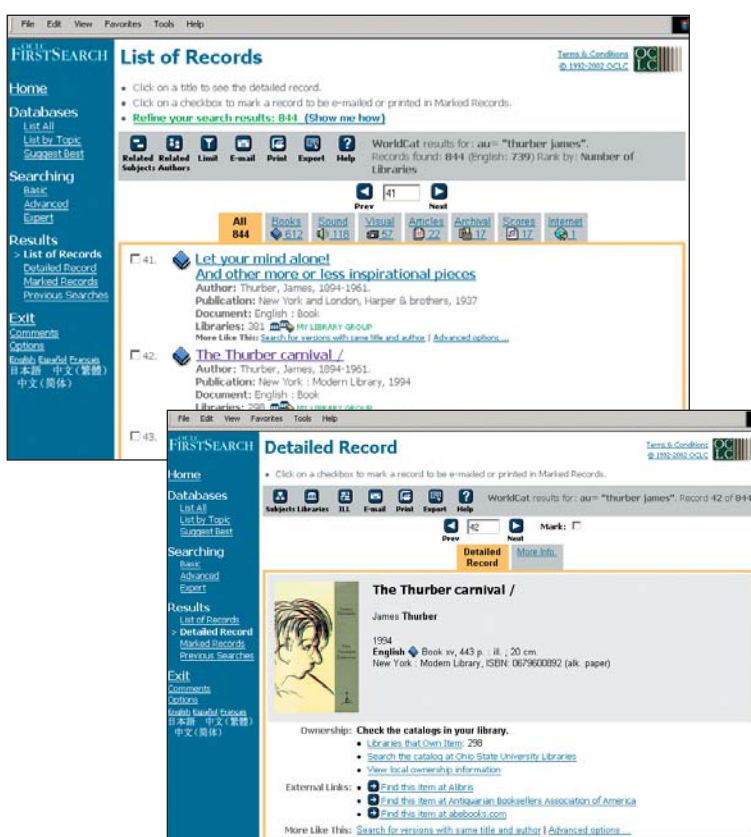 File Edit View Favorites Tools Help
OCLC
FIRSTSEARCH
List of Records
Terms & Conditions
© 1992-2002 OCLC
OC
LC
Home
Databases
List All
List by Topic
Suggest Best
Searching
Basic
Advanced
Expert
Results
> List of Records
Detailed Record
Marked Records
Previous Searches
Exit
Comments
Options
English Español Français
日本語 中文(繁體)
中文(简体)
• Click on a title to see the detailed record.
• Click on a checkbox to mark a record to be e-mailed or printed in Marked Records.
• Refine your search results: 844 (Show me how)
Related Subjects Related Authors Limit E-mail Print Export Help
WorldCat results for: au= "thurber james".
Records found: 844 (English: 739) Rank by: Number of
Libraries
Prev 41 Next
All 844 Books 612 Sound 118 Visual 57 Articles 22 Archival 17 Scores 17 Internet 1
41. Let your mind alone!
And other more or less inspirational pieces
Author: Thurber, James, 1894-1961.
Publication: New York and London, Harper & brothers, 1937
Document: English : Book
Libraries: 381 MY LIBRARY GROUP
More Like This: Search for versions with same title and author | Advanced options ...
42. The Thurber carnival /
Author: Thurber, James, 1894-1961.
Publication: New York : Modern Library, 1994
Document: English : Book
Libraries: 298 MY LIBRARY GROUP
43.
File Edit View Favorites Tools Help
OCLC
FIRSTSEARCH
Detailed Record
Terms & Conditions
© 1992-2002 OCLC
OC
LC
Home
Databases
List All
List by Topic
Suggest Best
Searching
Basic
Advanced
Expert
Results
List of Records
> Detailed Record
Marked Records
Previous Searches
Exit
Comments
Options
English Español Français
日本語 中文(繁體)
中文(简体)
• Click on a checkbox to mark a record to be e-mailed or printed in Marked Records.
Subjects Libraries ILL E-mail Print Export Help
WorldCat results for: au= "thurber james". Record 42 of 844
Prev 42 Next Mark:
Detailed Record More Info.
The Thurber carnival /
James Thurber
1994
English Book xv, 443 p. : ill. ; 20 cm.
New York : Modern Library, ISBN: 0679600892 (alk. paper)
Ownership: Check the catalogs in your library.
• Libraries that Own Item: 298
• Search the catalog at Ohio State University Libraries
• View local ownership information
External Links: • Find this item at Alibris
• Find this item at Antiquarian Booksellers Association of America
• Find this item at abebooks.com
More Like This: Search for versions with same title and author | Advanced options ...